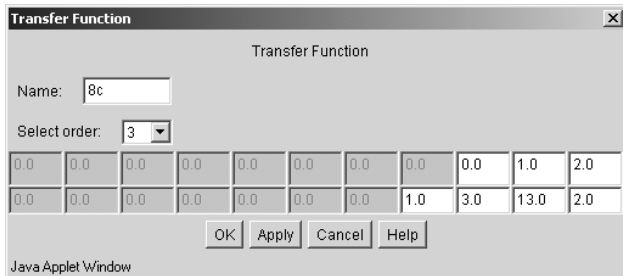 Transfer Function
Transfer Function
Name: 8c
Select order: 3
0.0 0.0 0.0 0.0 0.0 0.0 0.0 0.0 0.0 1.0 2.0
0.0 0.0 0.0 0.0 0.0 0.0 0.0 1.0 3.0 13.0 2.0
OK Apply Cancel Help
Java Applet Window